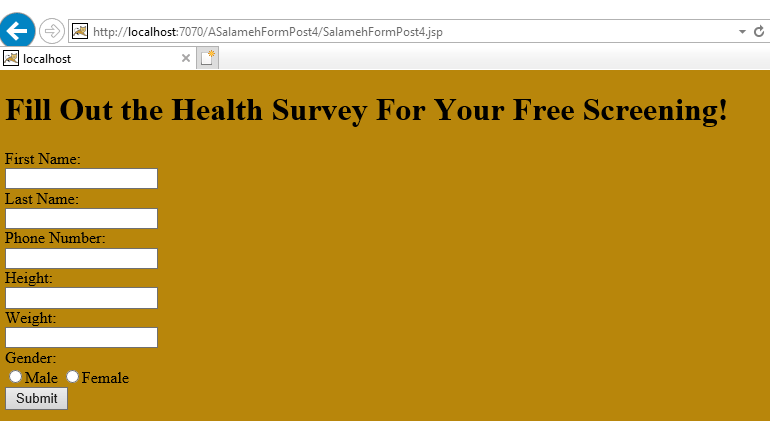 http://localhost:7070/ASalamehFormPost4/SalamehFormPost4.jsp
localhost
Fill Out the Health Survey For Your Free Screening!
First Name:
Last Name:
Phone Number:
Height:
Weight:
Gender:
Male Female
Submit